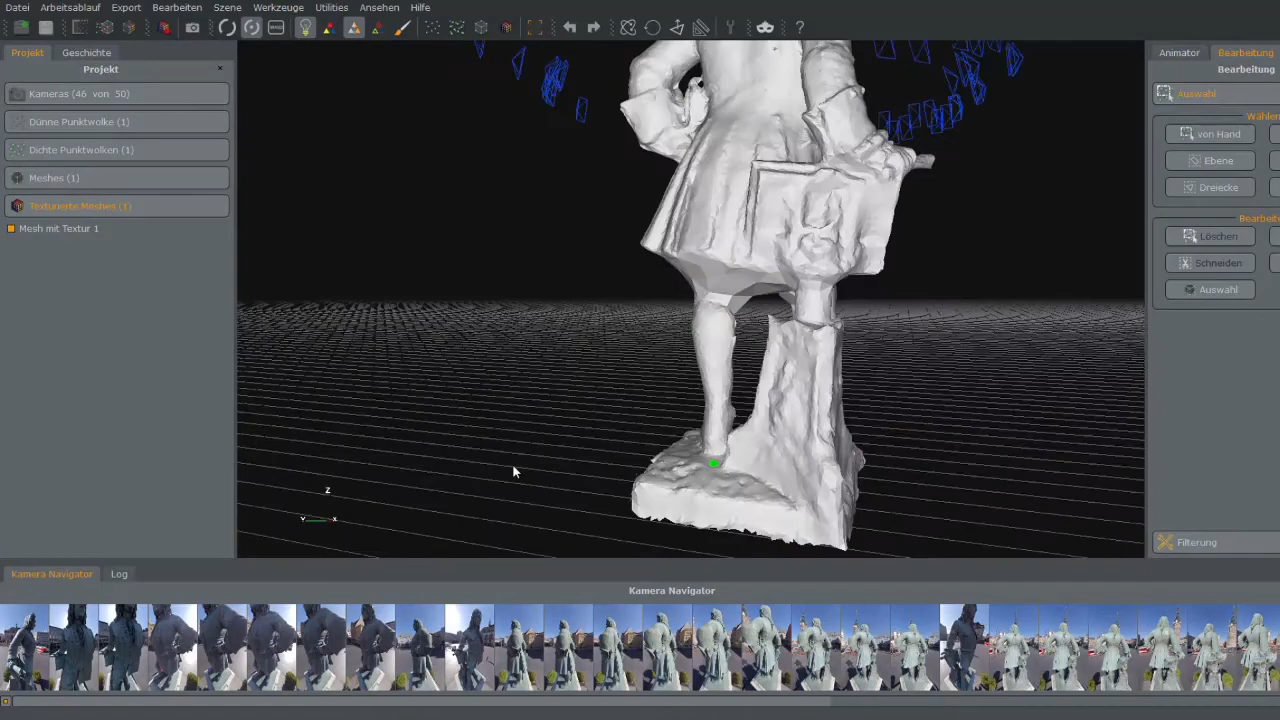 Datei Arbeitsablauf Export Bearbeiten Szene Werkzeuge Utilities Ansehen Hilfe
MASK
?
Projekt Geschichte
Projekt
Kameras (46 von 50)
Dünne Punktwolke (1)
Dichte Punktwolken (1)
Meshes (1)
Texturierte Meshes (1)
Mesh mit Textur 1
Z
Y X
Animator Bearbeitung
Bearbeitung
Auswahl
Wählen
von Hand
Ebene
Dreiecke
Bearbeite
Löschen
Schneiden
Auswahl
Filterung
Kamera Navigator Log
Kamera Navigator